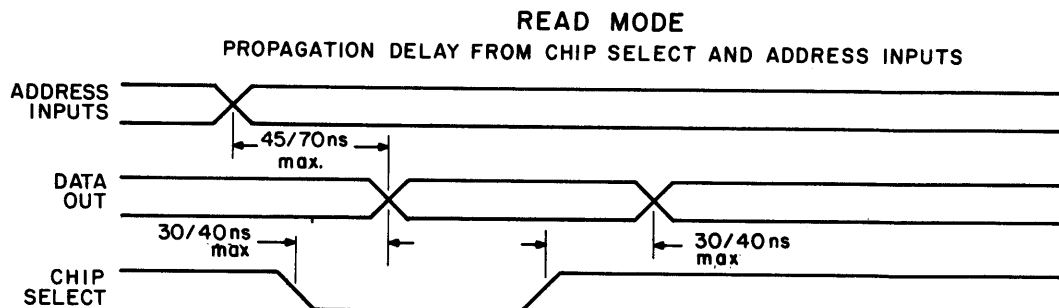 READ MODE
PROPAGATION DELAY FROM CHIP SELECT AND ADDRESS INPUTS
ADDRESS
INPUTS
45/70ns
max.
DATA
OUT
30/40ns
max
30/40ns
max
CHIP
SELECT